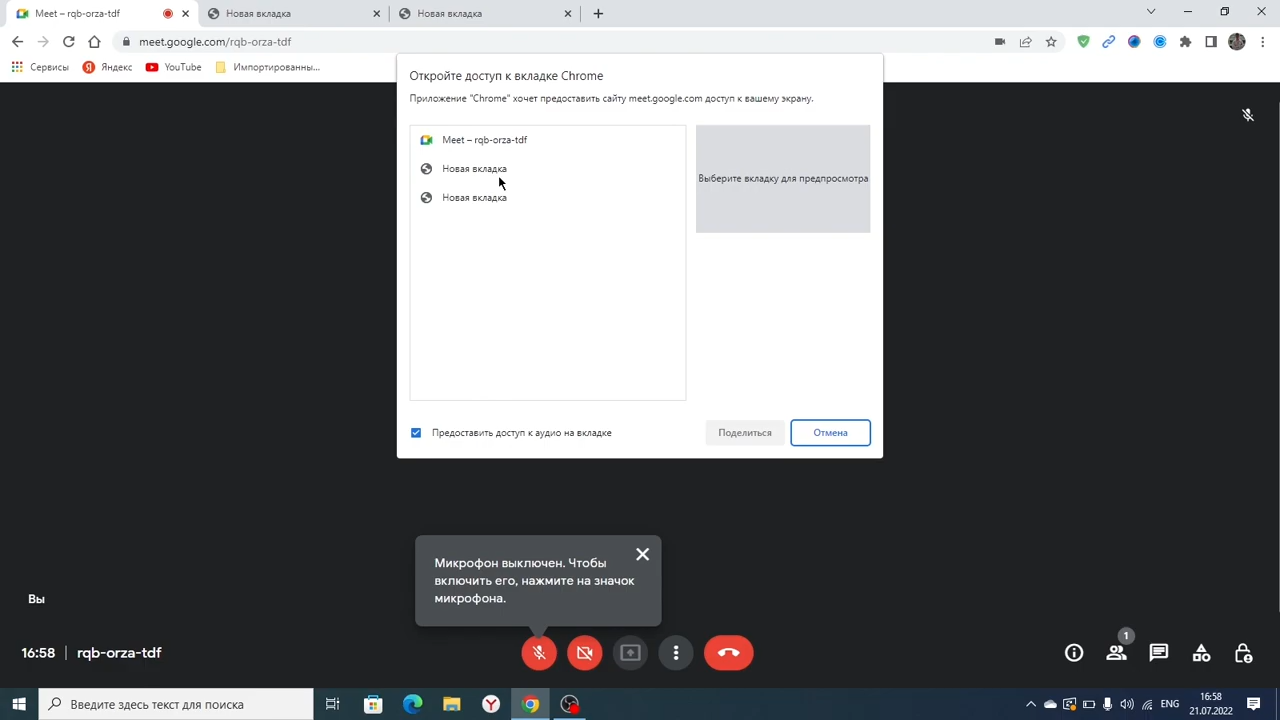 Meet – rqb-orza-tdf
Новая вкладка
Новая вкладка
meet.google.com/rqb-orza-tdf
Сервисы
Яндекс
YouTube
Импортированны...
Откройте доступ к вкладке Chrome
Приложение "Chrome" хочет предоставить сайту meet.google.com доступ к вашему экрану.
Meet – rqb-orza-tdf
Новая вкладка
Новая вкладка
Выберите вкладку для предпросмотра
Предоставить доступ к аудио на вкладке
Поделиться
Отмена
Микрофон выключен. Чтобы
включить его, нажмите на значок
микрофона.
Вы
16:58 | rqb-orza-tdf
1
Введите здесь текст для поиска
ENG
16:58
21.07.2022